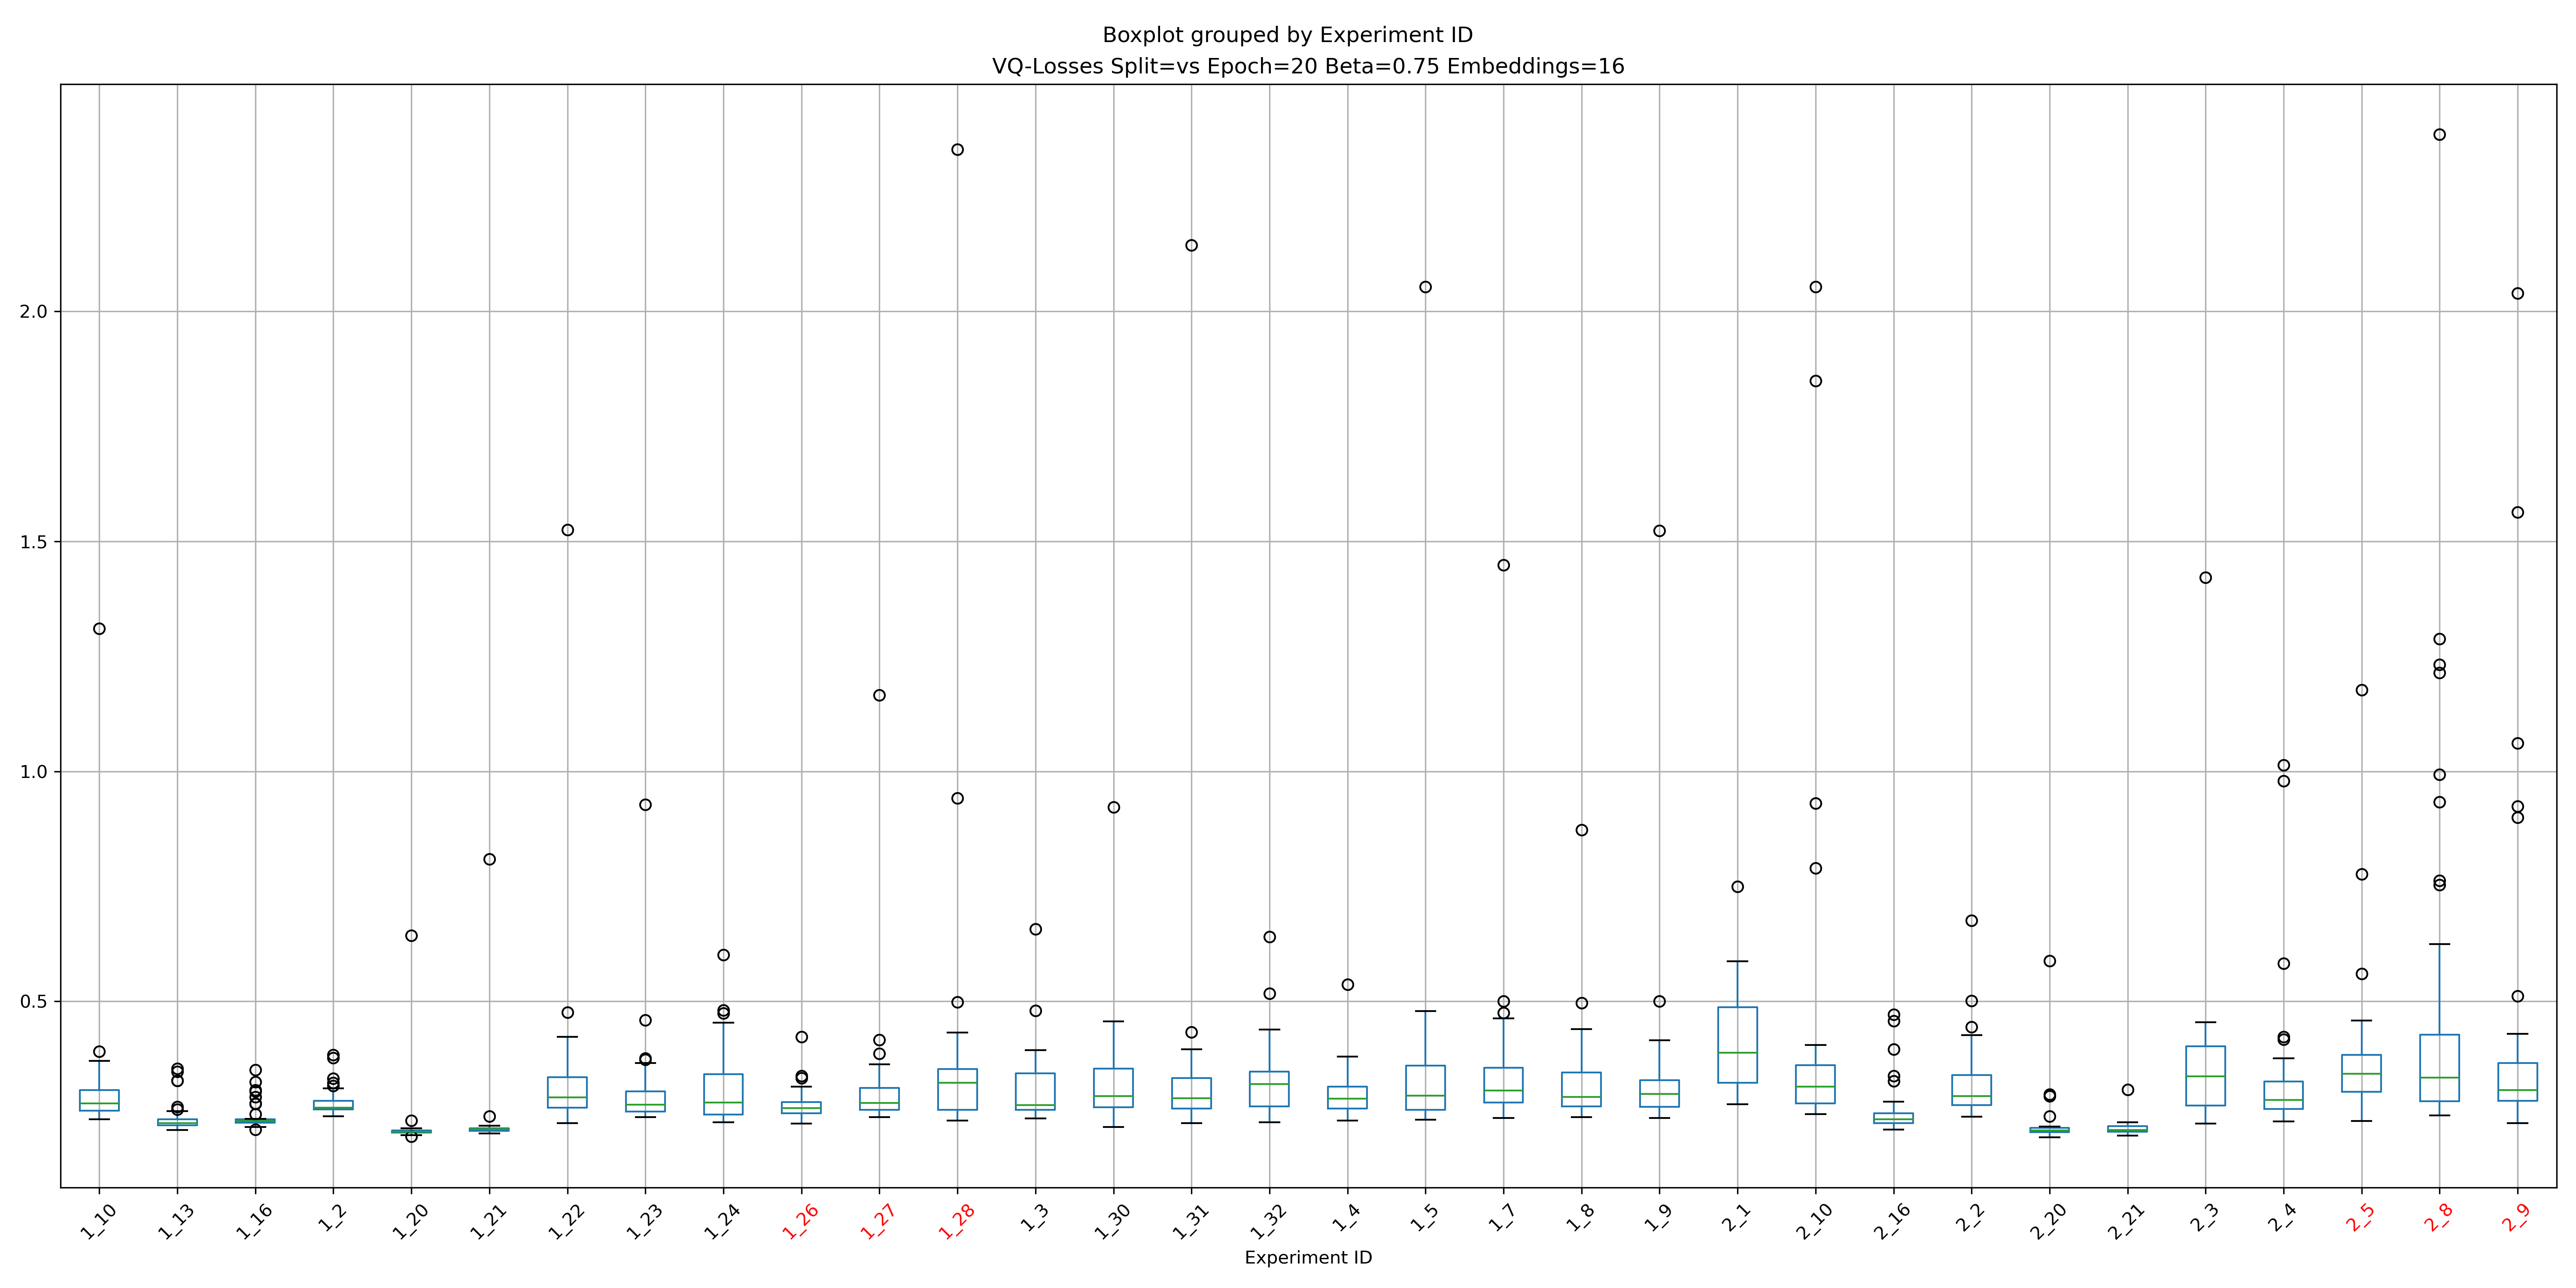 Boxplot grouped by Experiment ID
VQ-Losses Split=vs Epoch=20 Beta=0.75 Embeddings=16
2.0
1.5
1.0
0.5
1_10 1_13 1_16 1_2 1_20 1_21 1_22 1_23 1_24 1_26 1_27 1_28 1_3 1_30 1_31 1_32 1_4 1_5 1_7 1_8 1_9 2_1 2_10 2_16 2_2 2_20 2_21 2_3 2_4 2_5 2_8 2_9
Experiment ID